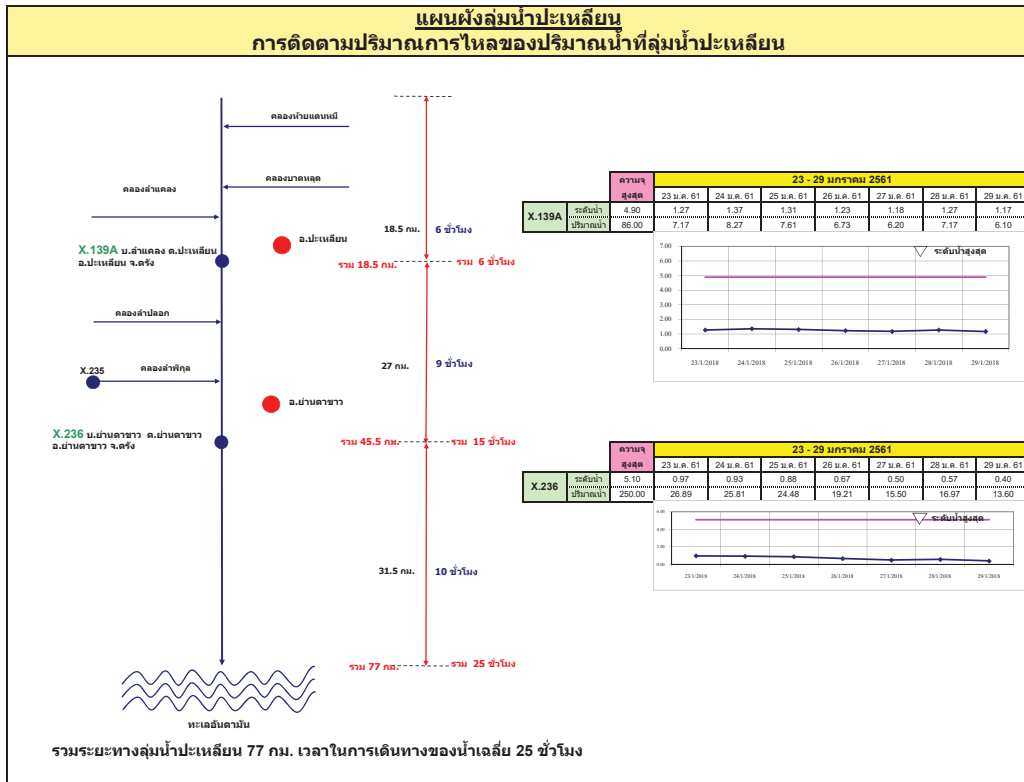 แผนผังลุ่มน้ำปะเหลียน
การติดตามปริมาณการไหลของปริมาณน้ำที่ลุ่มน้ำปะเหลียน
คลองห้วยแดนหมี
คลองบาตหลุด
คลองลำแคลง
อ.ปะเหลียน
18.5 กม.
6 ชั่วโมง
X.139A บ.ลำแคลง ต.ปะเหลียน
อ.ปะเหลียน จ.ตรัง
รวม 18.5 กม.
รวม 6 ชั่วโมง
คลองลำปลอก
X.235
คลองลำพิกุล
27 กม.
9 ชั่วโมง
อ.ย่านตาขาว
X.236 บ.ย่านตาขาว ต.ย่านตาขาว
อ.ย่านตาขาว จ.ตรัง
รวม 45.5 กม.
รวม 15 ชั่วโมง
31.5 กม.
10 ชั่วโมง
รวม 77 กม.
รวม 25 ชั่วโมง
ทะเลอันดามัน
รวมระยะทางลุ่มน้ำปะเหลียน 77 กม. เวลาในการเดินทางของน้ำเฉลี่ย 25 ชั่วโมง
ความจุ 23 - 29 มกราคม 2561
สูงสุด 23 ม.ค. 61 24 ม.ค. 61 25 ม.ค. 61 26 ม.ค. 61 27 ม.ค. 61 28 ม.ค. 61 29 ม.ค. 61
X.139A
ระดับน้ำ 4.90 1.27 1.37 1.31 1.23 1.18 1.27 1.17
ปริมาณน้ำ 86.00 7.17 8.27 7.61 6.73 6.20 7.17 6.10
ระดับน้ำสูงสุด
7.00
6.00
5.00
4.00
3.00
2.00
1.00
0.00
23/1/2018 24/1/2018 25/1/2018 26/1/2018 27/1/2018 28/1/2018 29/1/2018
ความจุ 23 - 29 มกราคม 2561
สูงสุด 23 ม.ค. 61 24 ม.ค. 61 25 ม.ค. 61 26 ม.ค. 61 27 ม.ค. 61 28 ม.ค. 61 29 ม.ค. 61
X.236
ระดับน้ำ 5.10 0.97 0.93 0.88 0.67 0.50 0.57 0.40
ปริมาณน้ำ 250.00 26.89 25.81 24.48 19.21 15.50 16.97 13.60
ระดับน้ำสูงสุด
6.00
4.00
2.00
0.00
23/1/2018 24/1/2018 25/1/2018 26/1/2018 27/1/2018 28/1/2018 29/1/2018